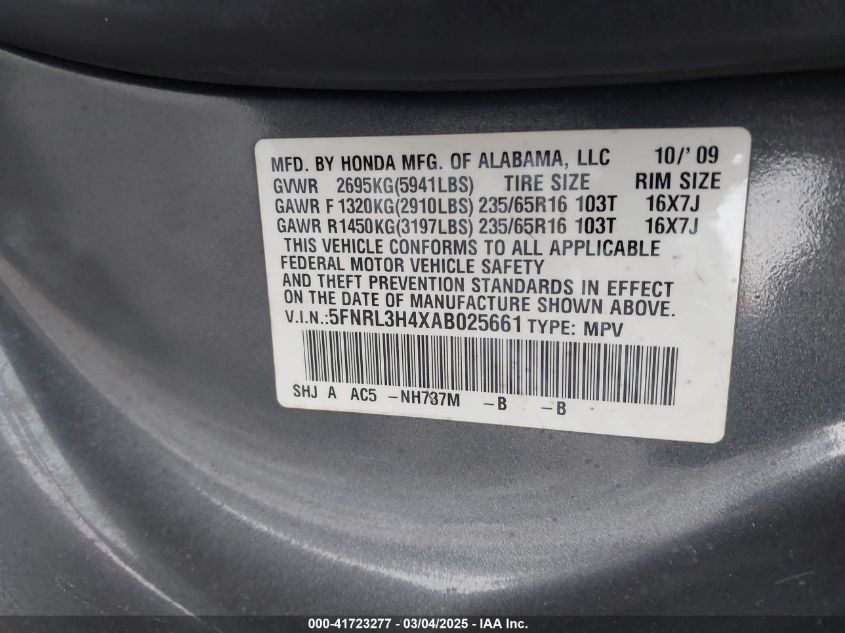 MFD. BY HONDA MFG. OF ALABAMA, LLC 10/'09
GVWR 2695KG(5941LBS) TIRE SIZE RIM SIZE
GAWR F 1320KG(2910LBS) 235/65R16 103T 16X7J
GAWR R1450KG(3197LBS) 235/65R16 103T 16X7J
THIS VEHICLE CONFORMS TO ALL APPLICABLE
FEDERAL MOTOR VEHICLE SAFETY
AND THEFT PREVENTION STANDARDS IN EFFECT
ON THE DATE OF MANUFACTURE SHOWN ABOVE.
V.I.N.:5FNRL3H4XAB025661 TYPE: MPV
SHJ A AC5 -NH737M -B -B
000-41723277 - 03/04/2025 - IAA Inc.